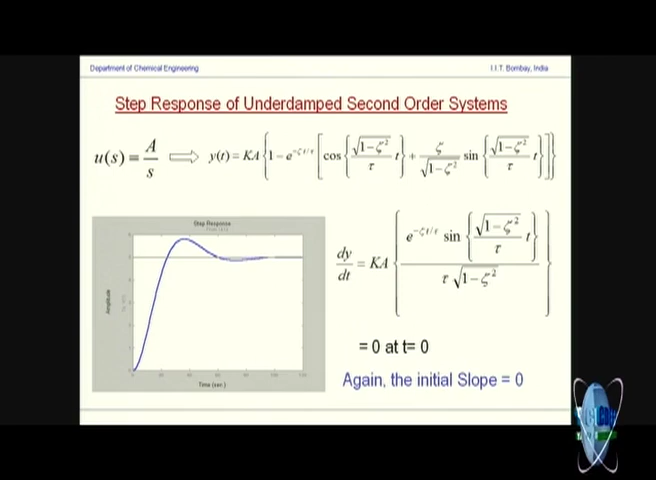 Department of Chemical Engineering
I.I.T. Bombay, India
Step Response of Underdamped Second Order Systems
u(s) = A/s ⇨ y(t) = KA{1 − e^(−ζt/τ)[cos{(√(1−ζ²)/τ) t} + (ζ/√(1−ζ²)) sin{(√(1−ζ²)/τ) t}]}
Step Response
Amplitude
Time (sec.)
dy/dt = KA{e^(−ζt/τ) sin{(√(1−ζ²)/τ) t} / (τ√(1−ζ²))}
= 0 at t= 0
Again, the initial Slope = 0